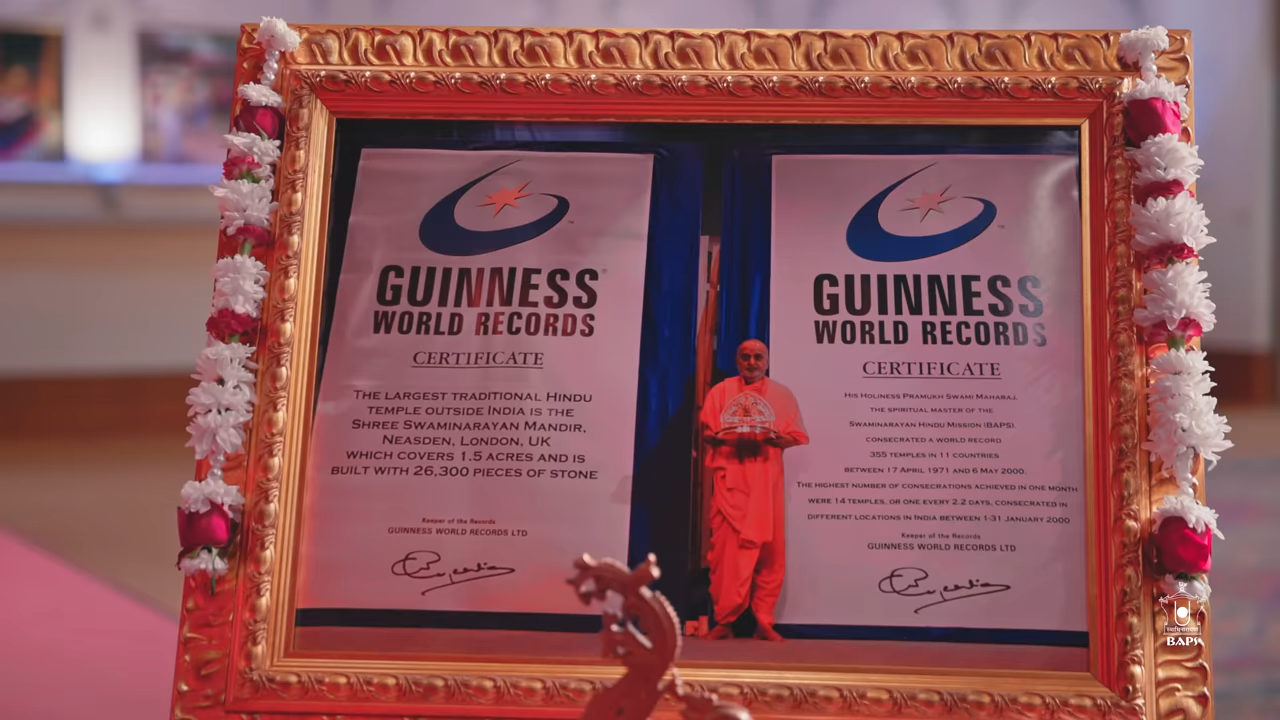 GUINNESS
WORLD RECORDS
CERTIFICATE
THE LARGEST TRADITIONAL HINDU
TEMPLE OUTSIDE INDIA IS THE
SHREE SWAMINARAYAN MANDIR,
NEASDEN, LONDON, UK
WHICH COVERS 1.5 ACRES AND IS
BUILT WITH 26,300 PIECES OF STONE
Keeper of the Records
GUINNESS WORLD RECORDS LTD
GUINNESS
WORLD RECORDS
CERTIFICATE
HIS HOLINESS PRAMUKH SWAMI MAHARAJ,
THE SPIRITUAL MASTER OF THE
SWAMINARAYAN HINDU MISSION (BAPS),
CONSECRATED A WORLD RECORD
355 TEMPLES IN 11 COUNTRIES
BETWEEN 17 APRIL 1971 AND 6 MAY 2000.
THE HIGHEST NUMBER OF CONSECRATIONS ACHIEVED IN ONE MONTH
WERE 14 TEMPLES, OR ONE EVERY 2.2 DAYS, CONSECRATED IN
DIFFERENT LOCATIONS IN INDIA BETWEEN 1-31 JANUARY 2000
Keeper of the Records
GUINNESS WORLD RECORDS LTD
BAPS